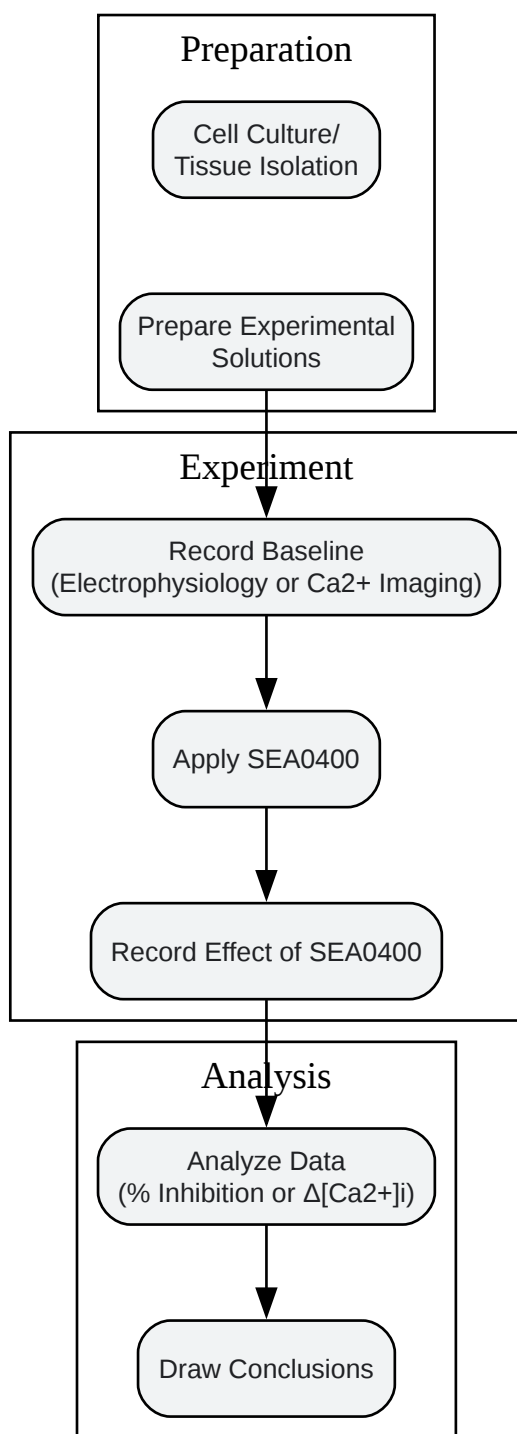 Preparation
Cell Culture/
Tissue Isolation
Prepare Experimental
Solutions
Experiment
Record Baseline
(Electrophysiology or Ca2+ Imaging)
Apply SEA0400
Record Effect of SEA0400
Analysis
Analyze Data
(% Inhibition or Δ[Ca2+]i)
Draw Conclusions